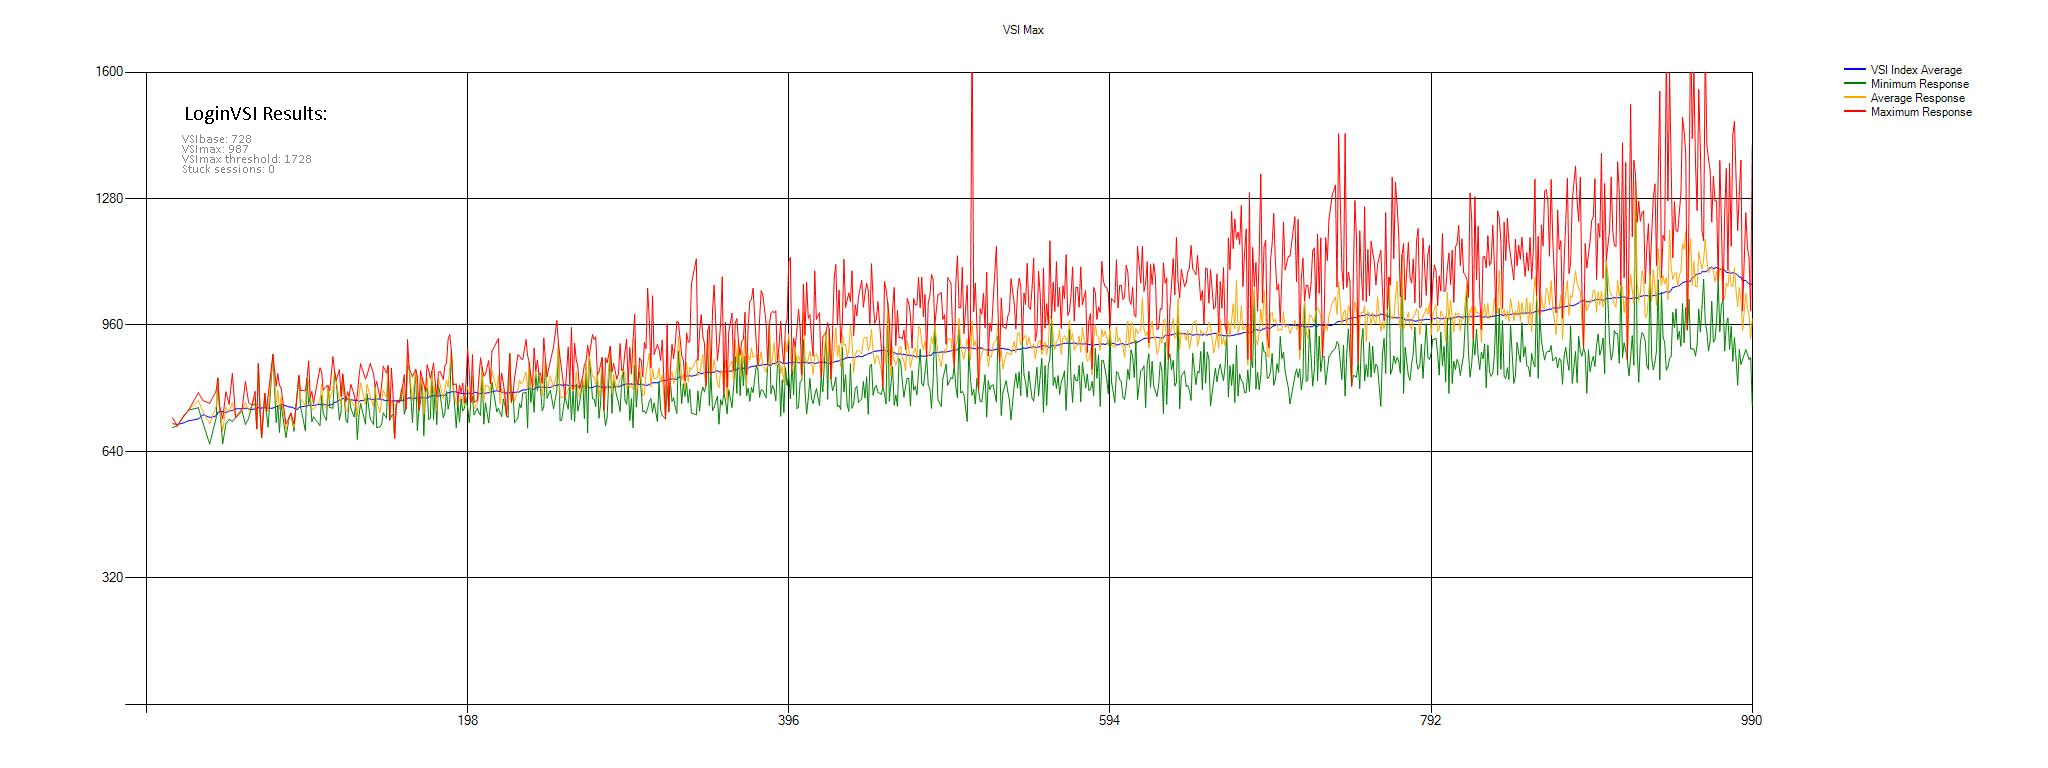 VSI Max
1600
1280
960
640
320
LoginVSI Results:
VSIbase: 728
VSImax: 987
VSImax threshold: 1728
Stuck sessions: 0
198
396
594
792
990
VSI Index Average
Minimum Response
Average Response
Maximum Response